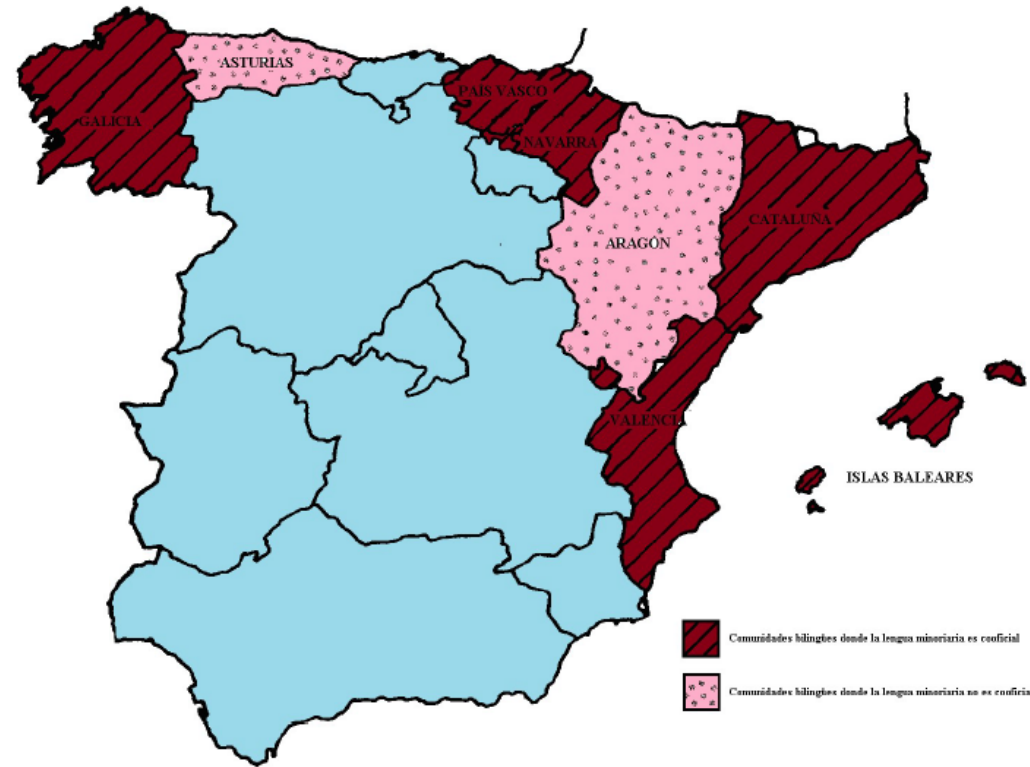 ASTURIAS
PAÍS VASCO
GALICIA
NAVARRA
CATALUÑA
ARAGÓN
VALENCIA
ISLAS BALEARES
Comunidades bilingües donde la lengua minoriaria es cooficial
Comunidades bilingües donde la lengua minoriaria no es cooficia